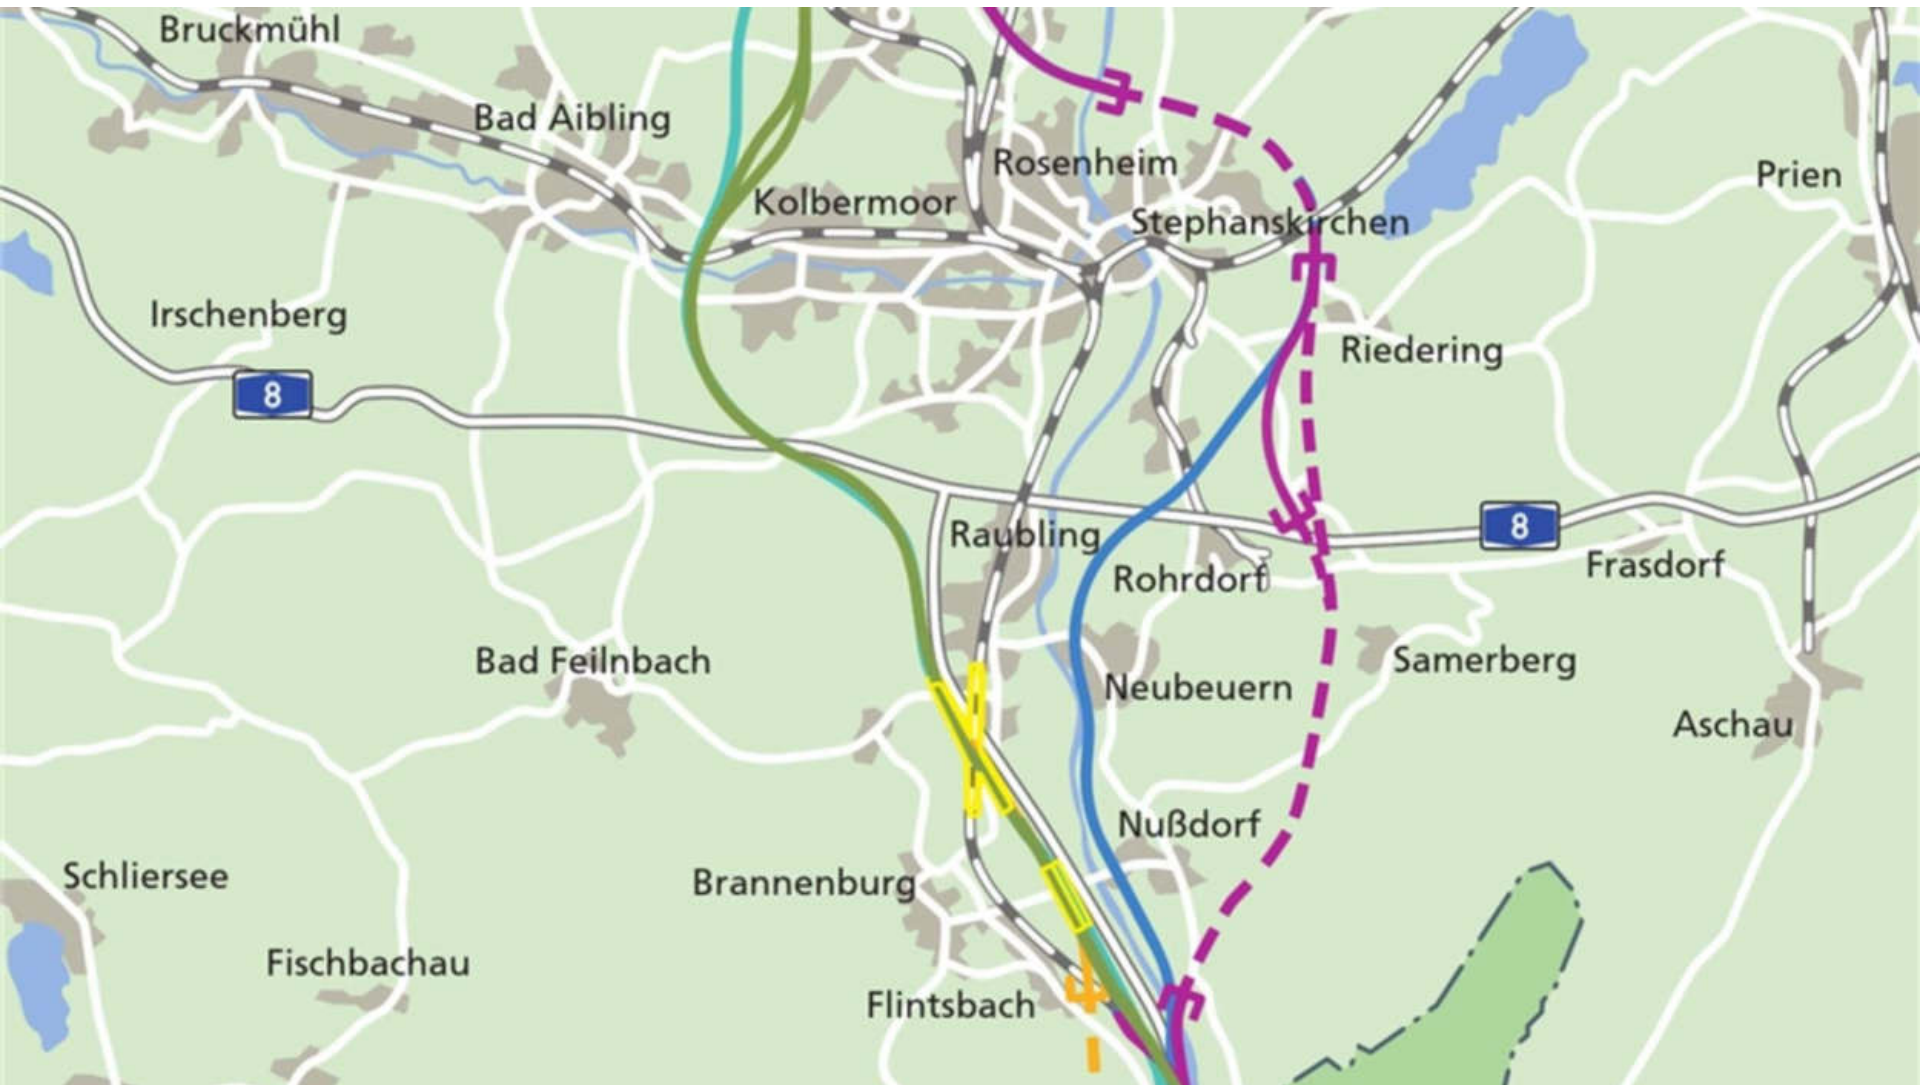 Bruckmühl
Bad Aibling
Rosenheim
Prien
Kolbermoor
Stephanskirchen
Irschenberg
Riedering
8
8
Raubling
Frasdorf
Rohrdorf
Bad Feilnbach
Samerberg
Neubeuern
Aschau
Nußdorf
Schliersee
Brannenburg
Fischbachau
Flintsbach